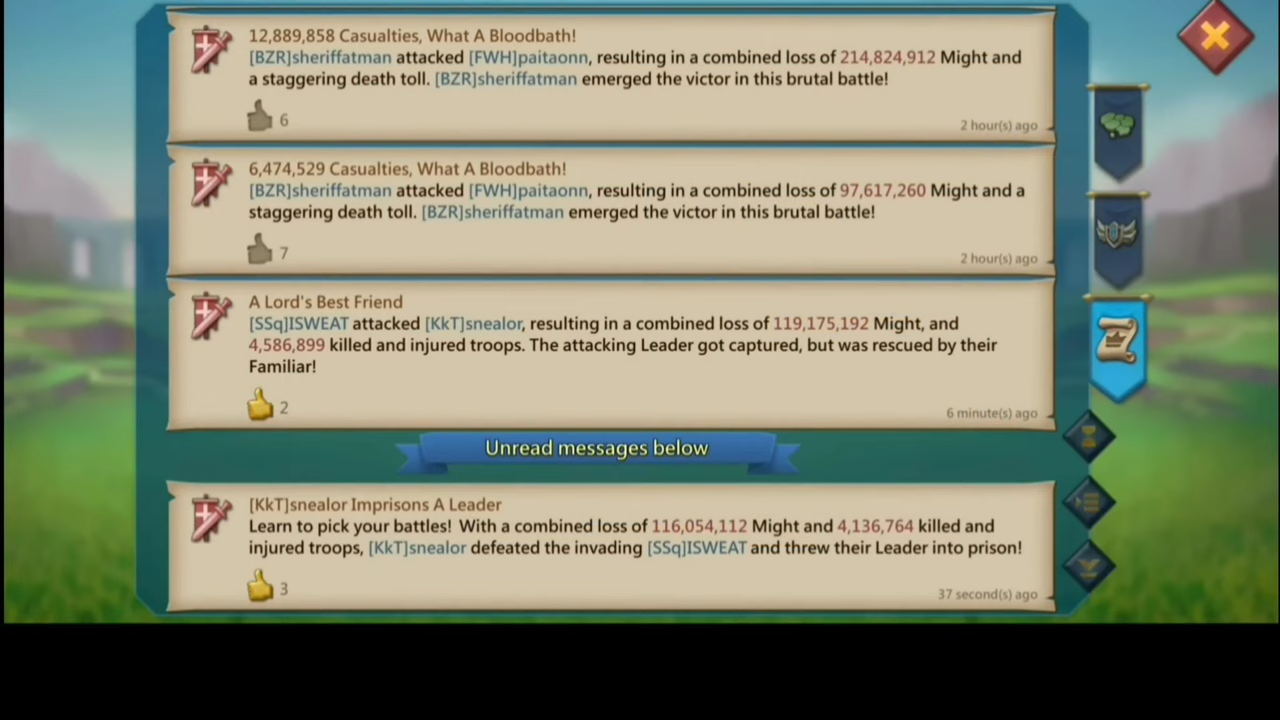 12,889,858 Casualties, What A Bloodbath!
[BZR]sheriffatman attacked [FWH]paitaonn, resulting in a combined loss of 214,824,912 Might and
a staggering death toll. [BZR]sheriffatman emerged the victor in this brutal battle!
6
2 hour(s) ago
6,474,529 Casualties, What A Bloodbath!
[BZR]sheriffatman attacked [FWH]paitaonn, resulting in a combined loss of 97,617,260 Might and a
staggering death toll. [BZR]sheriffatman emerged the victor in this brutal battle!
7
2 hour(s) ago
A Lord's Best Friend
[SSq]ISWEAT attacked [KkT]snealor, resulting in a combined loss of 119,175,192 Might, and
4,586,899 killed and injured troops. The attacking Leader got captured, but was rescued by their
Familiar!
2
6 minute(s) ago
Unread messages below
[KkT]snealor Imprisons A Leader
Learn to pick your battles! With a combined loss of 116,054,112 Might and 4,136,764 killed and
injured troops, [KkT]snealor defeated the invading [SSq]ISWEAT and threw their Leader into prison!
3
37 second(s) ago